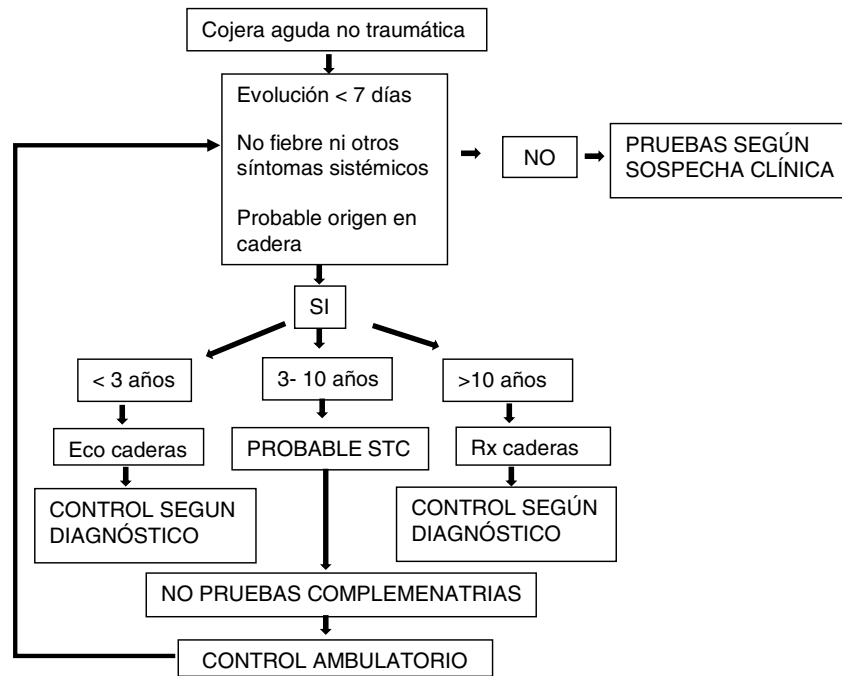 Cojera aguda no traumática
Evolución < 7 días
No fiebre ni otros
síntomas sistémicos
Probable origen en
cadera
NO
PRUEBAS SEGÚN
SOSPECHA CLÍNICA
SI
< 3 años
3- 10 años
>10 años
Eco caderas
PROBABLE STC
Rx caderas
CONTROL SEGUN
DIAGNÓSTICO
CONTROL SEGÚN
DIAGNÓSTICO
NO PRUEBAS COMPLEMENATRIAS
CONTROL AMBULATORIO